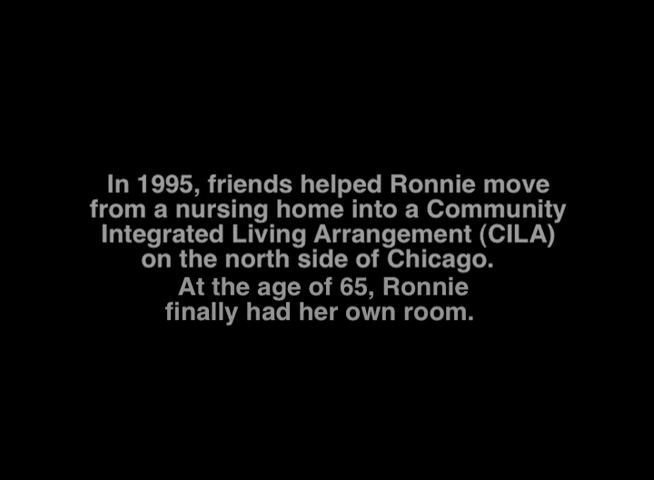 In 1995, friends helped Ronnie move
from a nursing home into a Community
Integrated Living Arrangement (CILA)
on the north side of Chicago.
At the age of 65, Ronnie
finally had her own room.